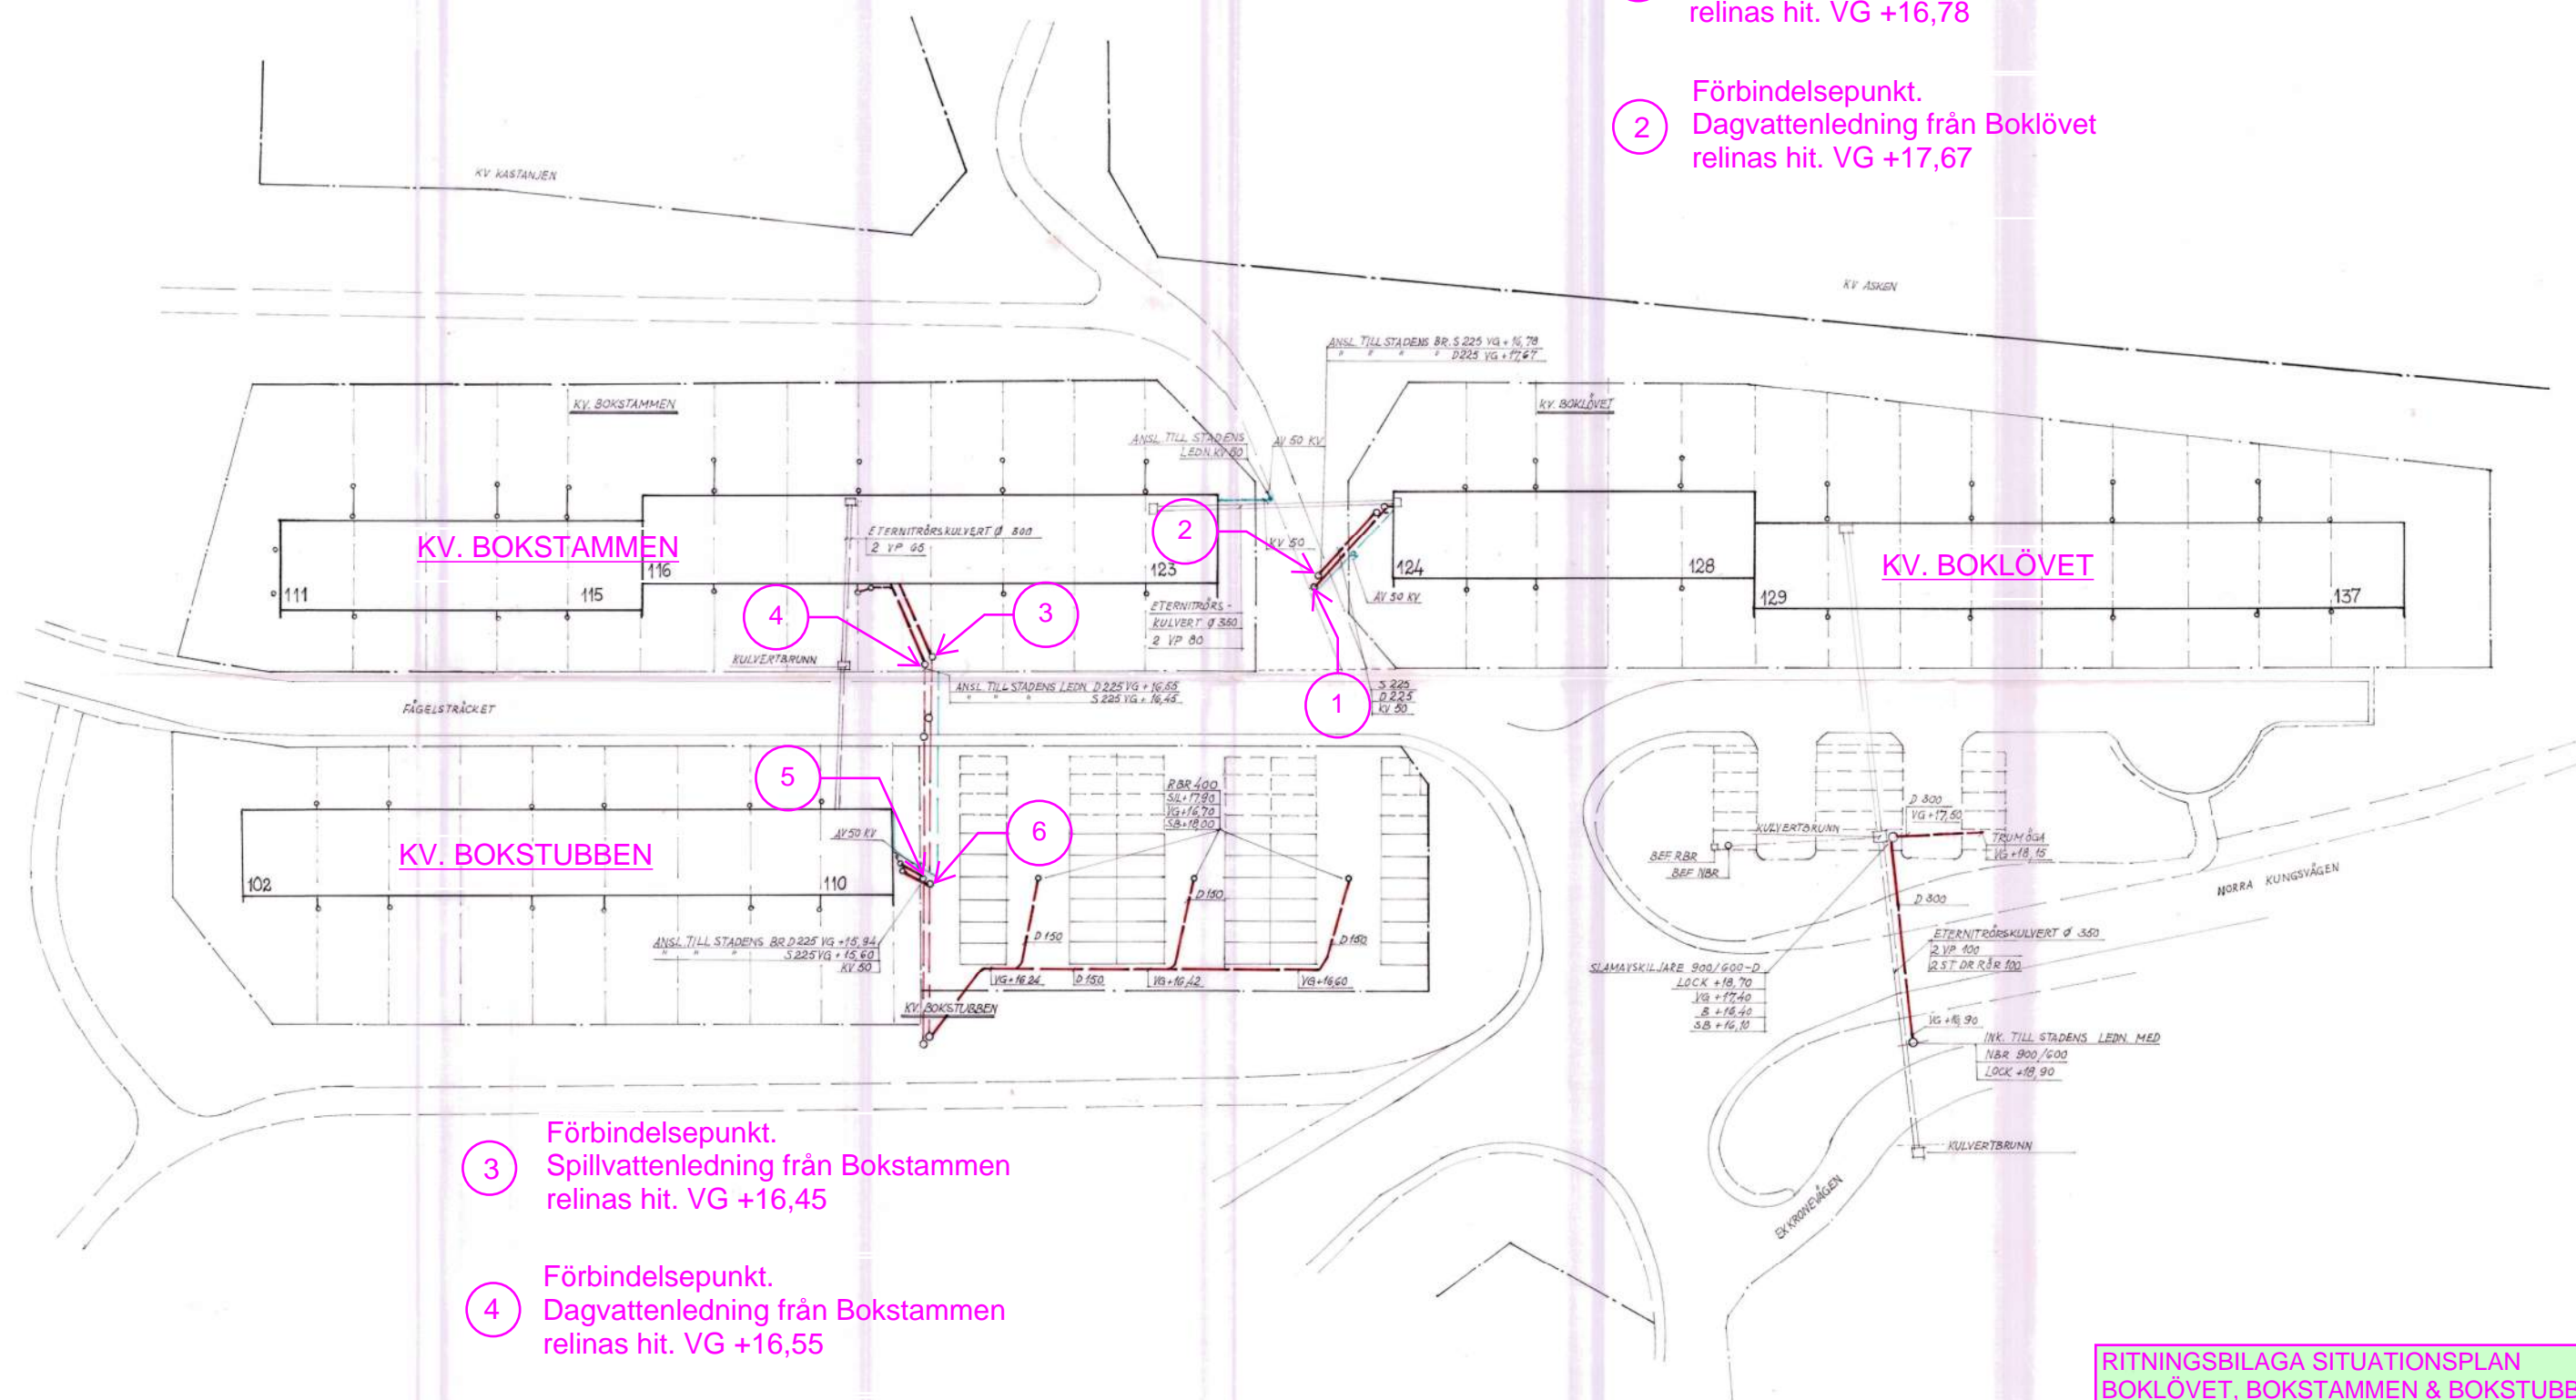 relinas hit. VG +16,78
2
Förbindelsepunkt.
Dagvattenledning från Boklövet
relinas hit. VG +17,67
KV KASTANJEN
KV ASKEN
ANSL. TILL STADENS BR. S 225 VG + 16,78
" " " " D225 VG +17,67
KV. BOKSTAMMEN
KV. BOKLÖVET
ANSL. TILL STADENS
LEDN. KV 80
AV 50 KV
ETERNITRÖRSKULVERT Ø 300
2 VP 65
KV. BOKSTAMMEN
2
KV 50
KV. BOKLÖVET
111
115
116
123
124
128
129
137
AV 50 KV
ETERNITRÖRS-
KULVERT Ø 350
2 VP 80
4
3
KULVERTBRUNN
ANSL. TILL STADENS LEDN. D 225 VG + 16,55
" " " S 225 VG + 16,45
1
S 225
D 225
KV 50
FÅGELSTRÄCKET
5
6
RBR 400
SIL+17,90
VG+16,70
SB+16,00
AV 50 KV
KV. BOKSTUBBEN
102
110
D 300
VG+17,50
KULVERTBRUNN
TRUMÖGA
VG+18,15
BEF. RBR
BEF NBR
NORRA KUNGSVÄGEN
D 300
D 150
D 150
D 150
ANSL. TILL STADENS BR. D 225 VG +15,94
" " " S 225 VG + 15,60
KV 50
ETERNITRÖRSKULVERT Ø 350
2 VP 100
2 ST DR RÖR 100
SLAMAVSKILJARE 900/600-D
LOCK +18,70
VG +17,40
B +16,40
SB +16,10
VG+16,24
D 150
VG+16,42
VG+16,60
KV. BOKSTUBBEN
VG +16,90
INK. TILL STADENS LEDN. MED
NBR 900/600
LOCK +18,90
KULVERTBRUNN
EKKRONEVÄGEN
3
Förbindelsepunkt.
Spillvattenledning från Bokstammen
relinas hit. VG +16,45
4
Förbindelsepunkt.
Dagvattenledning från Bokstammen
relinas hit. VG +16,55
RITNINGSBILAGA SITUATIONSPLAN
BOKLÖVET, BOKSTAMMEN & BOKSTUBB